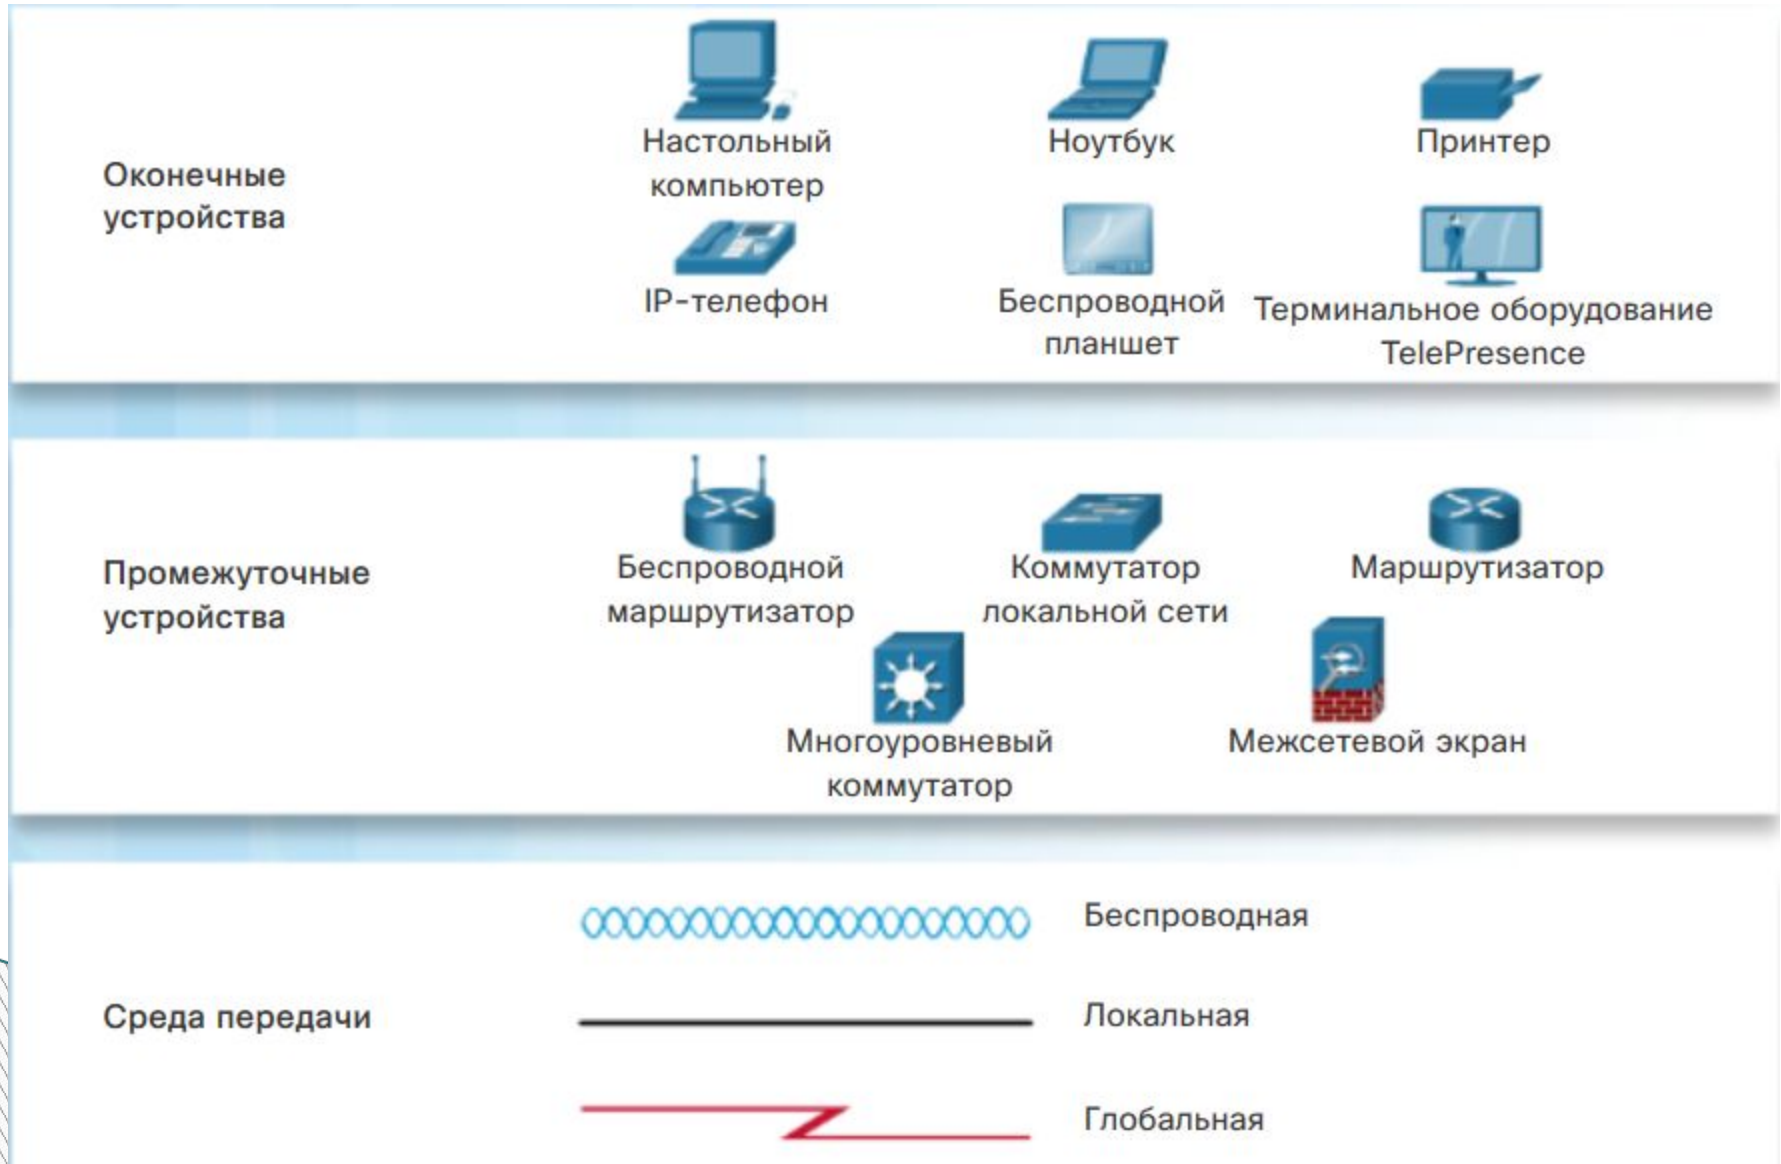 Оконечные
устройства
Настольный
компьютер
Ноутбук
Принтер
IP-телефон
Беспроводной
планшет
Терминальное оборудование
TelePresence
Промежуточные
устройства
Беспроводной
маршрутизатор
Коммутатор
локальной сети
Маршрутизатор
Многоуровневый
коммутатор
Межсетевой экран
Среда передачи
Беспроводная
Локальная
Глобальная